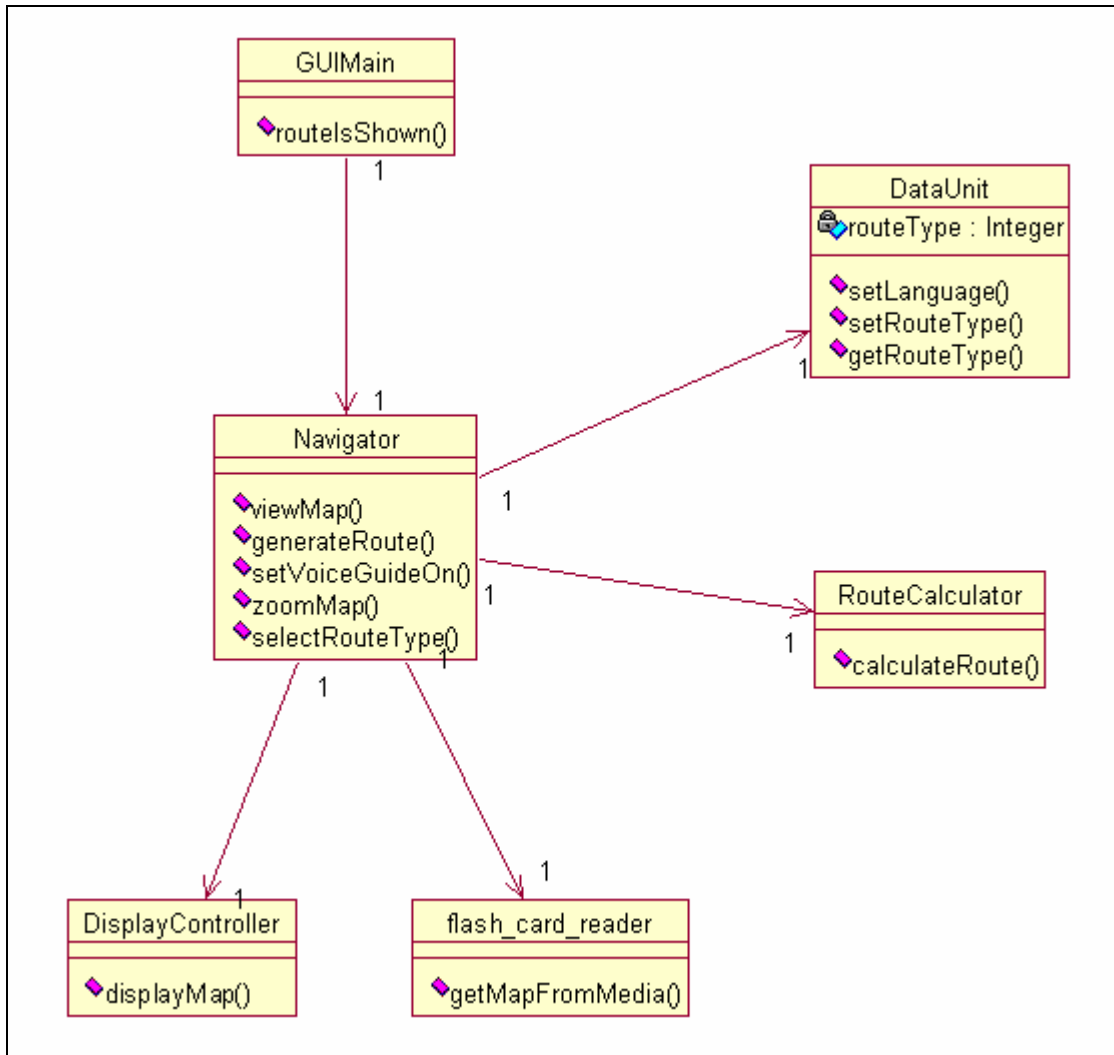 GUIMain
routeIsShown()
1
DataUnit
routeType : Integer
setLanguage()
setRouteType()
getRouteType()
1
1
Navigator
viewMap()
generateRoute()
setVoiceGuideOn()
zoomMap()
selectRouteType()
1
1
1
1
1
RouteCalculator
calculateRoute()
1
1
DisplayController
displayMap()
1
flash_card_reader
getMapFromMedia()